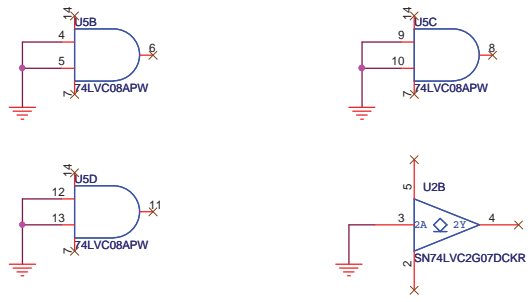 14
U5B
4
5
6
7
74LVC08APW
14
U5C
9
10
8
7
74LVC08APW
14
U5D
12
13
11
7
74LVC08APW
5
U2B
3
2A 2Y
4
2
SN74LVC2G07DCKR